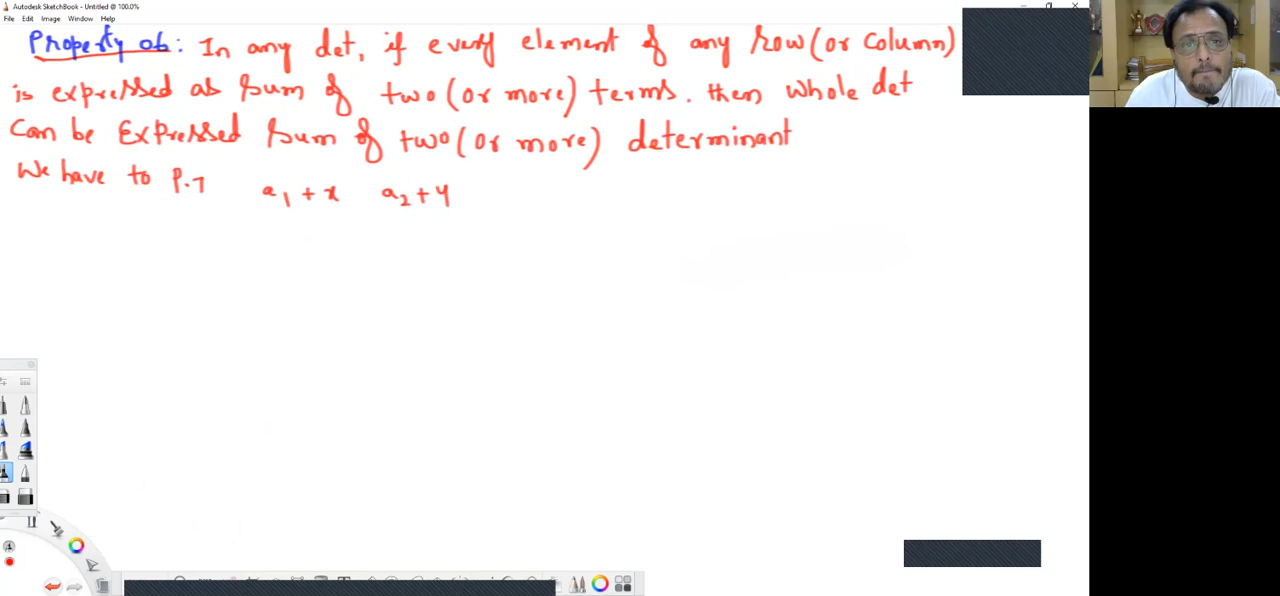 Autodesk SketchBook - Untitled @ 100.0%
File Edit Image Window Help
Property 06: In any det, if every element of any row (or column)
is expressed as sum of two (or more) terms. then whole det
can be Expressed sum of two (or more) determinant
We have to P.T a₁ + x a₂ + y